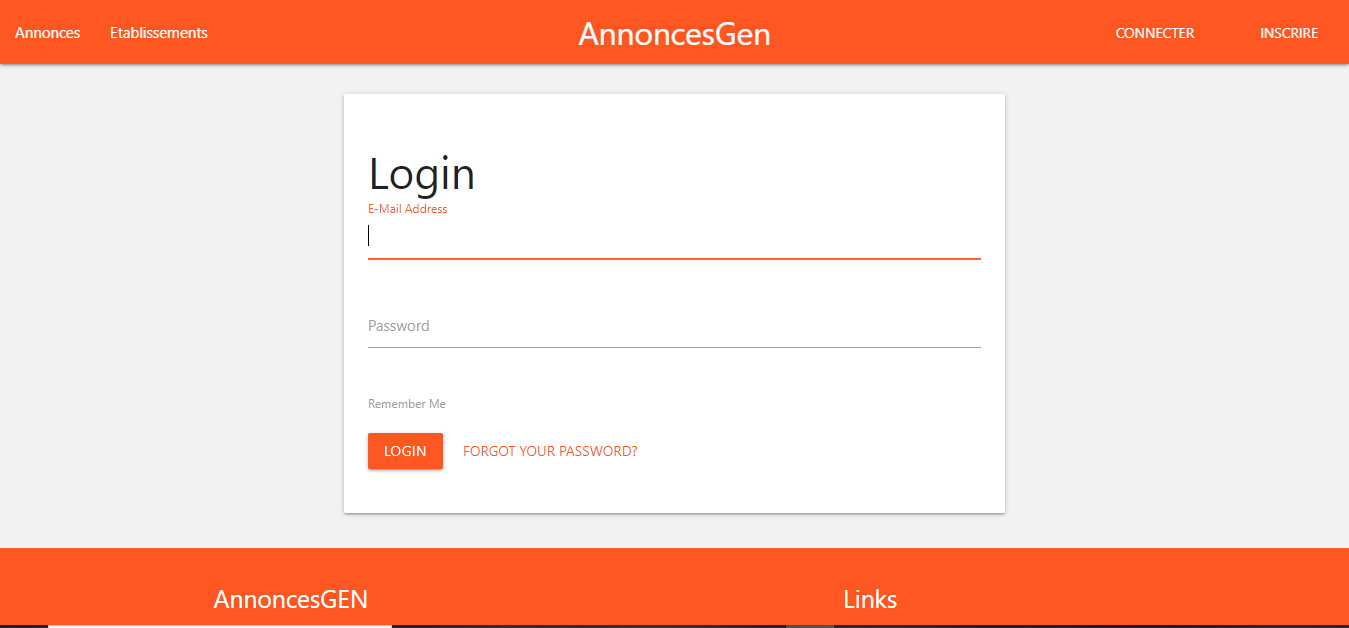 Annonces Etablissements AnnoncesGen CONNECTER INSCRIRE
Login
E-Mail Address
Password
Remember Me
LOGIN FORGOT YOUR PASSWORD?
AnnoncesGEN Links